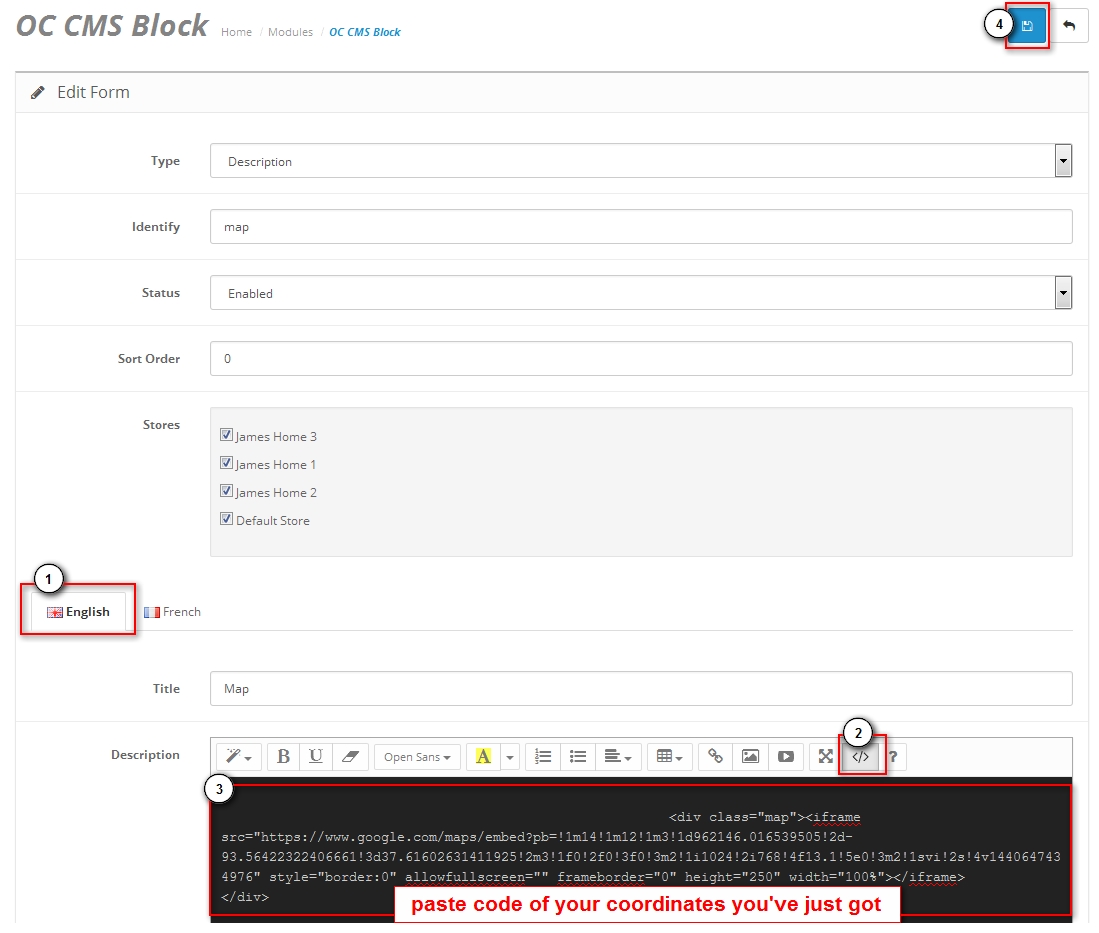 OC CMS Block Home / Modules / OC CMS Block
4
Edit Form
Type Description
Identify map
Status Enabled
Sort Order 0
Stores
James Home 3
James Home 1
James Home 2
Default Store
1
English French
Title Map
2
Description B U Open Sans A </> ?
3
<div class="map"><iframe
src="https://www.google.com/maps/embed?pb=!1m14!1m12!1m3!1d962146.016539505!2d-
93.56422322406661!3d37.61602631411925!2m3!1f0!2f0!3f0!3m2!1i1024!2i768!4f13.1!5e0!3m2!1svi!2s!4v144064743
4976" style="border:0" allowfullscreen="" frameborder="0" height="250" width="100%"></iframe>
</div>
paste code of your coordinates you've just got